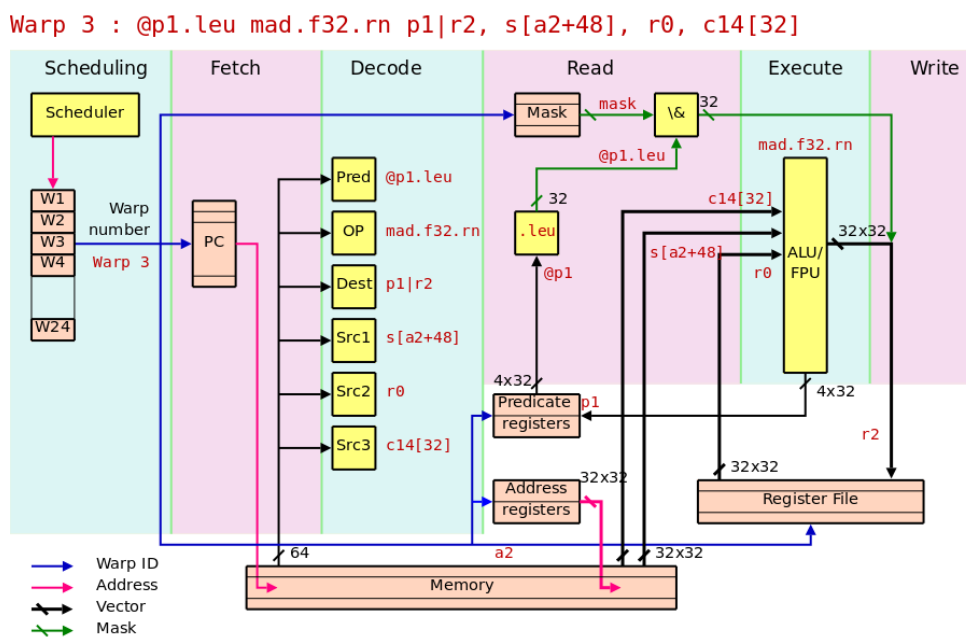 Warp 3 : @p1.leu mad.f32.rn p1|r2, s[a2+48], r0, c14[32]
Scheduling
Fetch
Decode
Read
Execute
Write
Scheduler
W1
W2
W3
W4
W24
Warp
number
Warp 3
PC
Pred
@p1.leu
OP
mad.f32.rn
Dest
p1|r2
Src1
s[a2+48]
Src2
r0
Src3
c14[32]
Mask
mask
\&
32
@p1.leu
32
.leu
@p1
mad.f32.rn
c14[32]
s[a2+48]
r0
ALU/
FPU
32x32
4x32
Predicate
registers
p1
4x32
r2
Address
registers
32x32
32x32
Register File
64
a2
32x32
Memory
Warp ID
Address
Vector
Mask